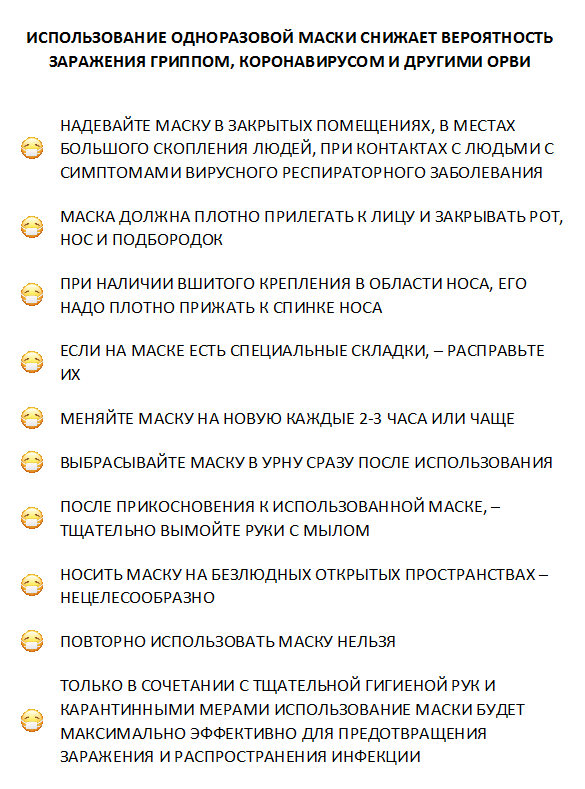 ИСПОЛЬЗОВАНИЕ ОДНОРАЗОВОЙ МАСКИ СНИЖАЕТ ВЕРОЯТНОСТЬ
ЗАРАЖЕНИЯ ГРИППОМ, КОРОНАВИРУСОМ И ДРУГИМИ ОРВИ
НАДЕВАЙТЕ МАСКУ В ЗАКРЫТЫХ ПОМЕЩЕНИЯХ, В МЕСТАХ
БОЛЬШОГО СКОПЛЕНИЯ ЛЮДЕЙ, ПРИ КОНТАКТАХ С ЛЮДЬМИ С
СИМПТОМАМИ ВИРУСНОГО РЕСПИРАТОРНОГО ЗАБОЛЕВАНИЯ
МАСКА ДОЛЖНА ПЛОТНО ПРИЛЕГАТЬ К ЛИЦУ И ЗАКРЫВАТЬ РОТ,
НОС И ПОДБОРОДОК
ПРИ НАЛИЧИИ ВШИТОГО КРЕПЛЕНИЯ В ОБЛАСТИ НОСА, ЕГО
НАДО ПЛОТНО ПРИЖАТЬ К СПИНКЕ НОСА
ЕСЛИ НА МАСКЕ ЕСТЬ СПЕЦИАЛЬНЫЕ СКЛАДКИ, – РАСПРАВЬТЕ
ИХ
МЕНЯЙТЕ МАСКУ НА НОВУЮ КАЖДЫЕ 2-3 ЧАСА ИЛИ ЧАЩЕ
ВЫБРАСЫВАЙТЕ МАСКУ В УРНУ СРАЗУ ПОСЛЕ ИСПОЛЬЗОВАНИЯ
ПОСЛЕ ПРИКОСНОВЕНИЯ К ИСПОЛЬЗОВАННОЙ МАСКЕ, –
ТЩАТЕЛЬНО ВЫМОЙТЕ РУКИ С МЫЛОМ
НОСИТЬ МАСКУ НА БЕЗЛЮДНЫХ ОТКРЫТЫХ ПРОСТРАНСТВАХ –
НЕЦЕЛЕСООБРАЗНО
ПОВТОРНО ИСПОЛЬЗОВАТЬ МАСКУ НЕЛЬЗЯ
ТОЛЬКО В СОЧЕТАНИИ С ТЩАТЕЛЬНОЙ ГИГИЕНОЙ РУК И
КАРАНТИННЫМИ МЕРАМИ ИСПОЛЬЗОВАНИЕ МАСКИ БУДЕТ
МАКСИМАЛЬНО ЭФФЕКТИВНО ДЛЯ ПРЕДОТВРАЩЕНИЯ
ЗАРАЖЕНИЯ И РАСПРОСТРАНЕНИЯ ИНФЕКЦИИ